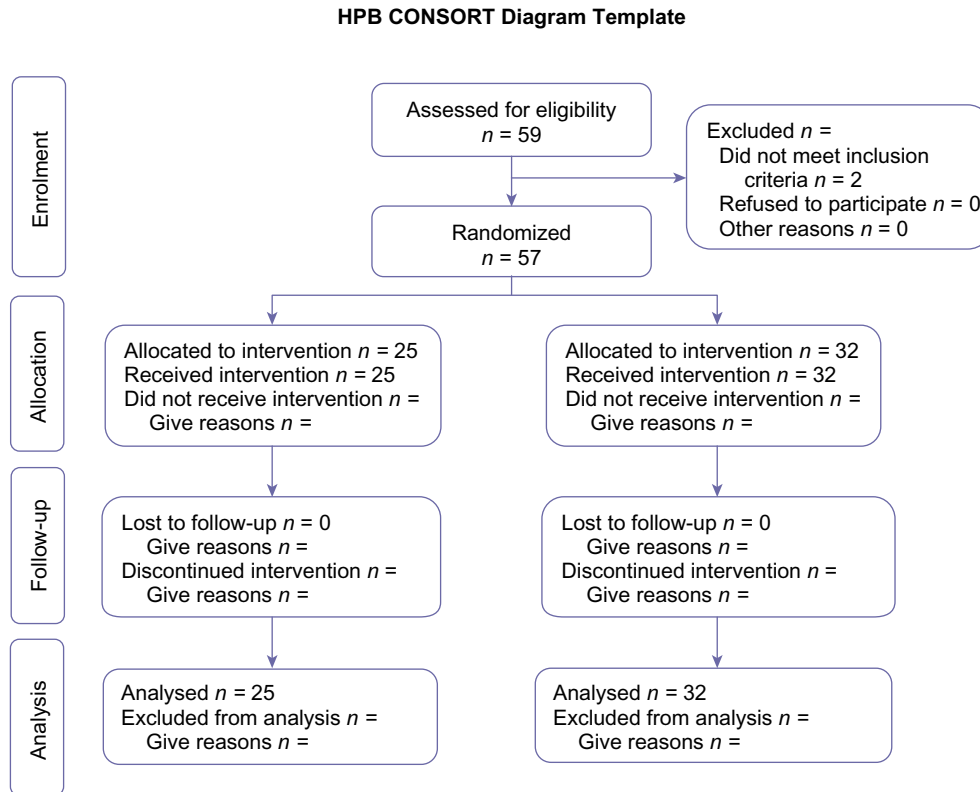 HPB CONSORT Diagram Template
Enrolment
Assessed for eligibility
n = 59
Excluded n =
Did not meet inclusion
criteria n = 2
Refused to participate n = 0
Other reasons n = 0
Randomized
n = 57
Allocation
Allocated to intervention n = 25
Received intervention n = 25
Did not receive intervention n =
Give reasons n =
Allocated to intervention n = 32
Received intervention n = 32
Did not receive intervention n =
Give reasons n =
Follow-up
Lost to follow-up n = 0
Give reasons n =
Discontinued intervention n =
Give reasons n =
Lost to follow-up n = 0
Give reasons n =
Discontinued intervention n =
Give reasons n =
Analysis
Analysed n = 25
Excluded from analysis n =
Give reasons n =
Analysed n = 32
Excluded from analysis n =
Give reasons n =